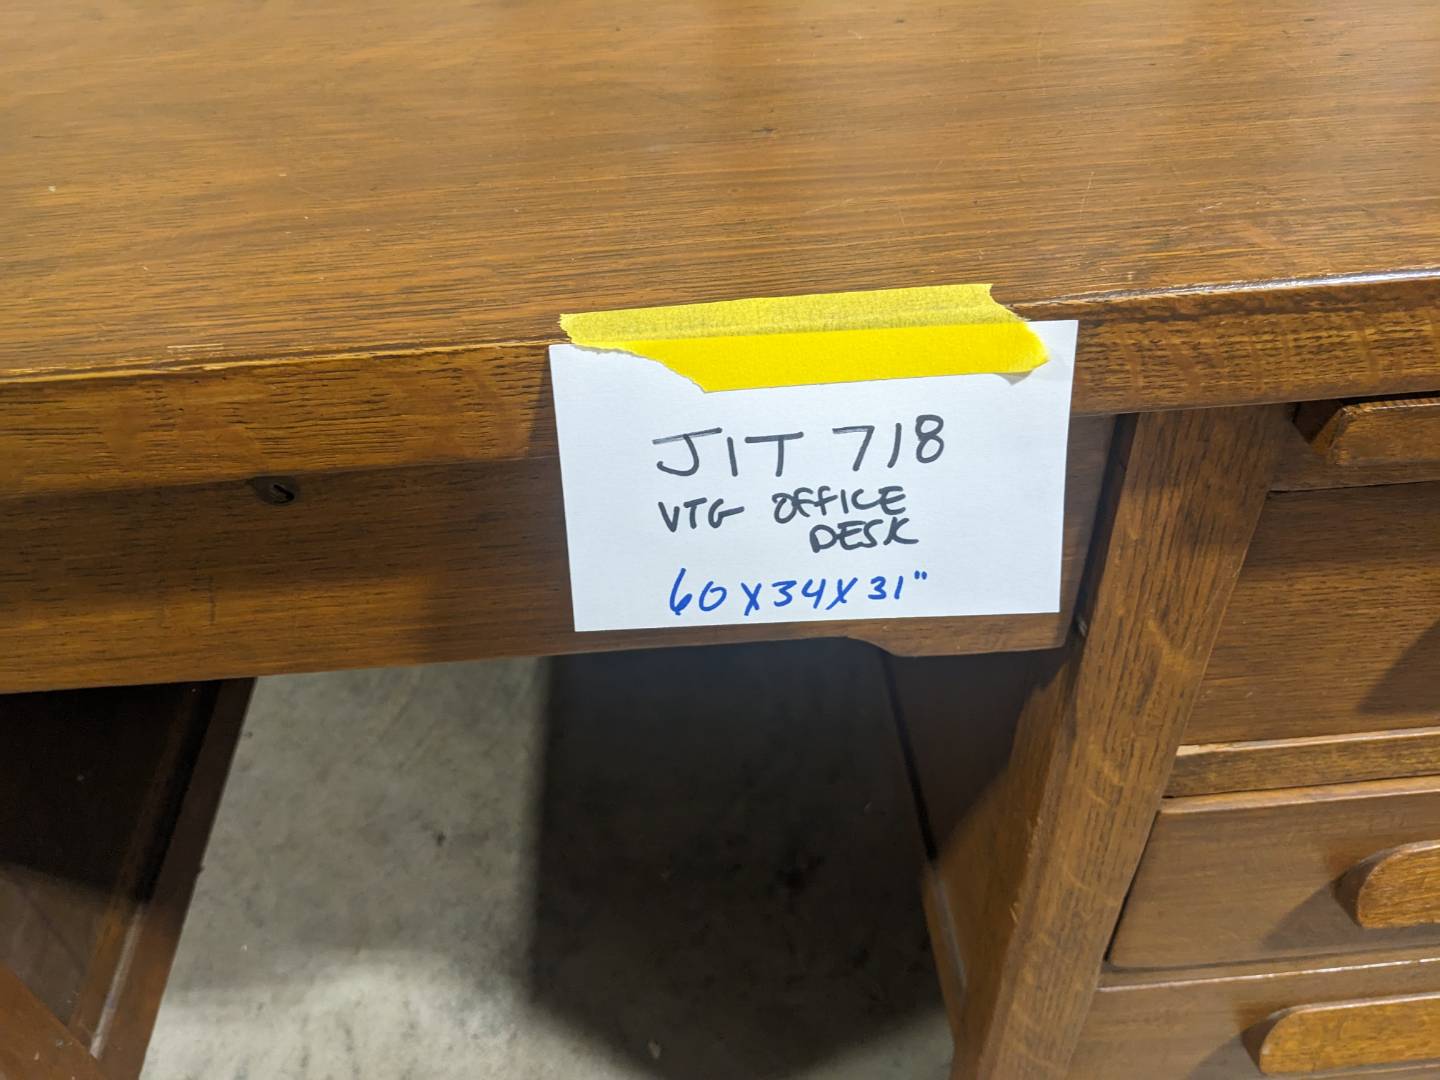 JIT 718
VTG OFFICE
DESK
60 X 34 X 31"